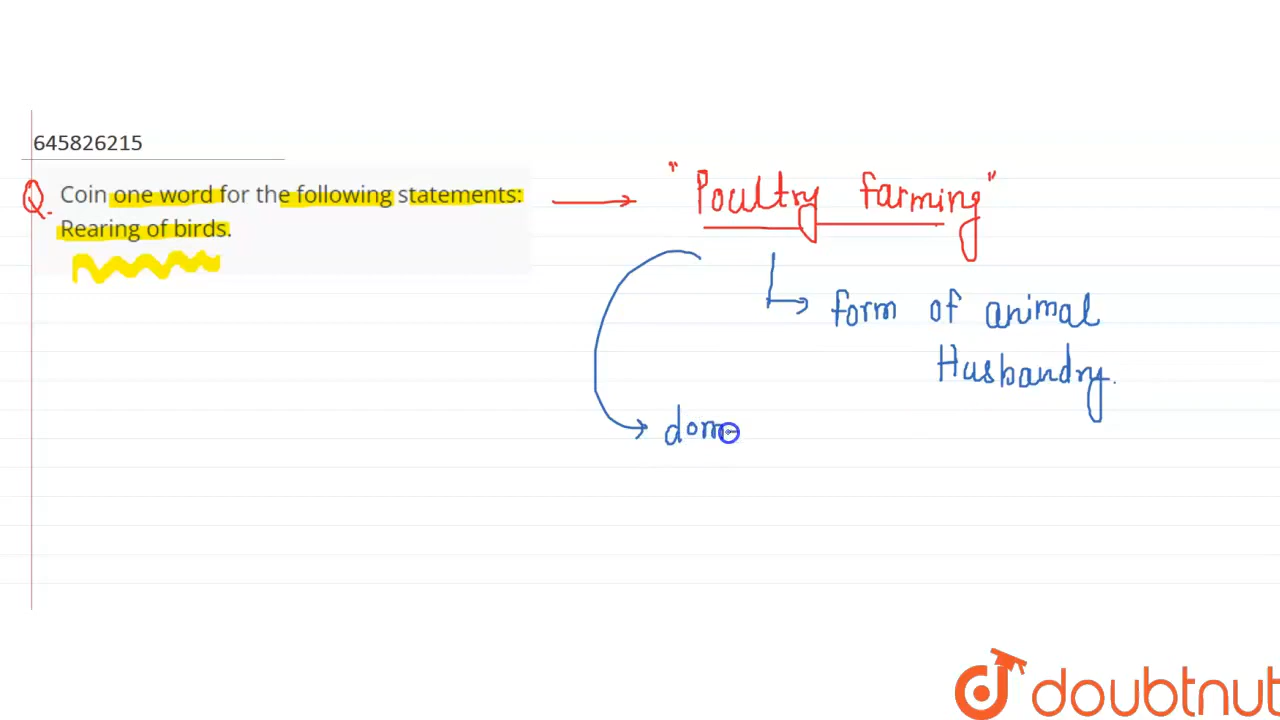 645826215
Q. Coin one word for the following statements:
Rearing of birds.
"Poultry farming"
form of animal
Husbandry.
dom
doubtnut